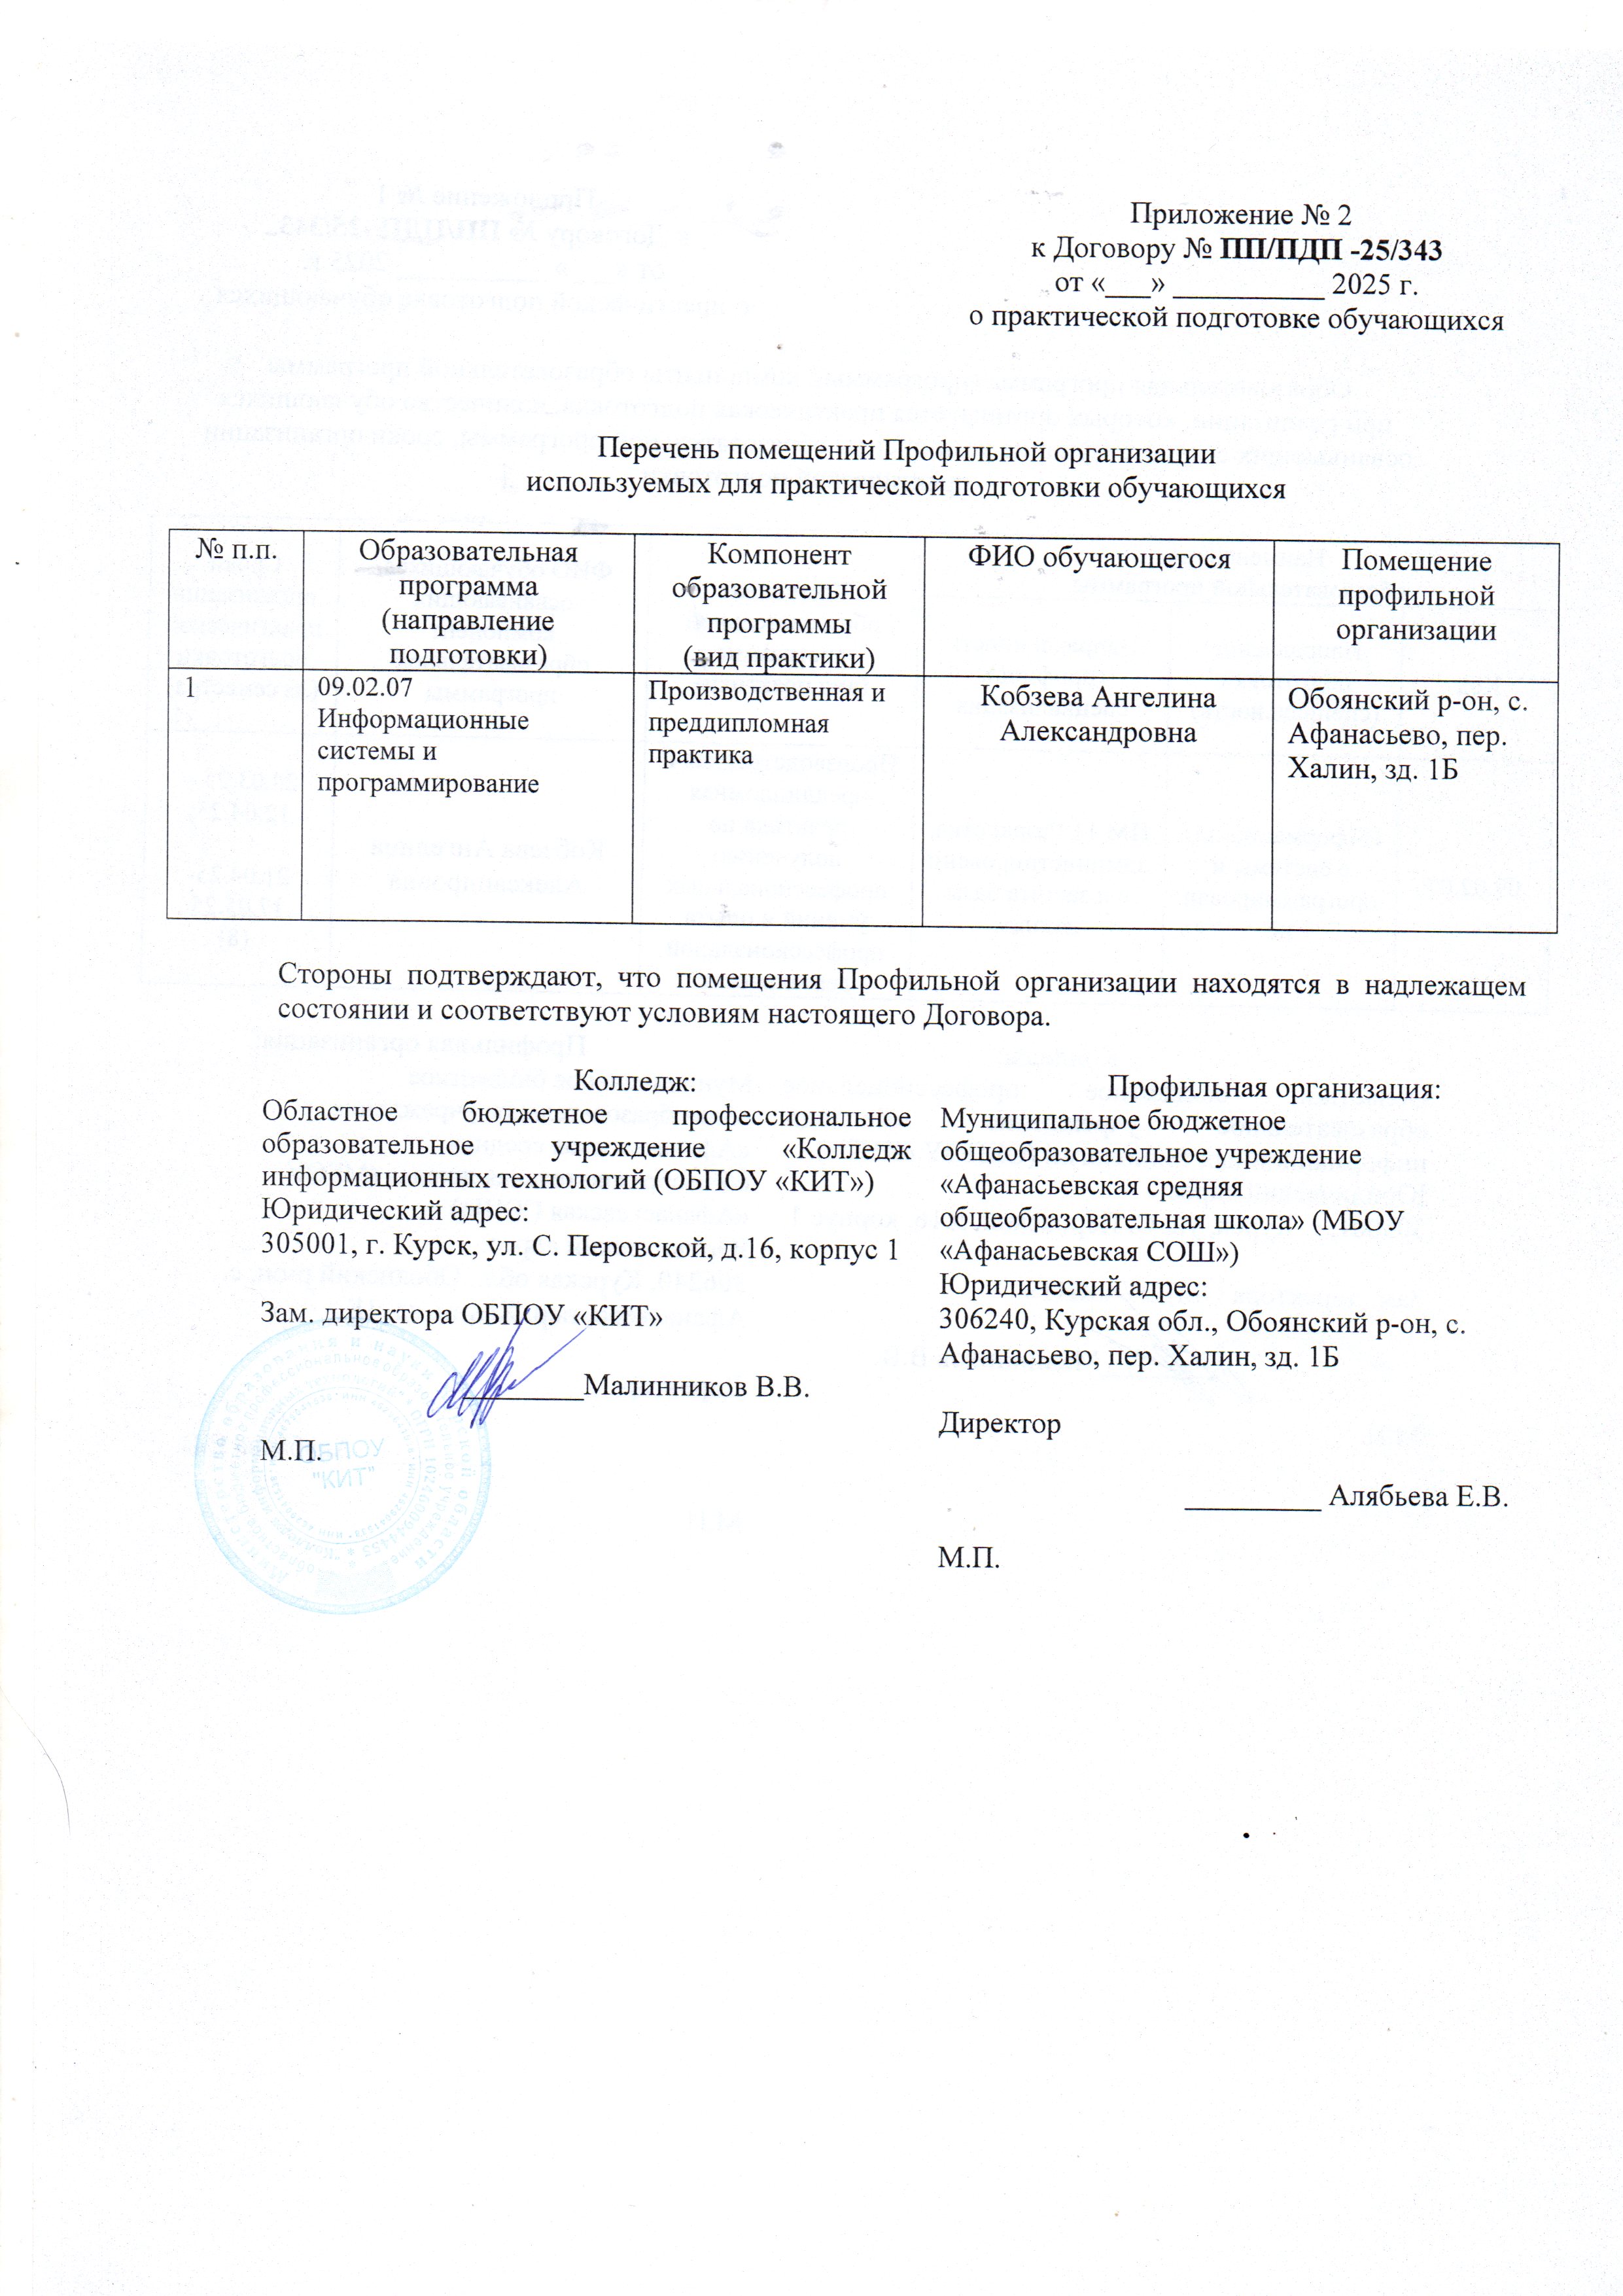 Приложение № 2
к Договору № ПП/ПДП -25/343
от «___» __________ 2025 г.
о практической подготовке обучающихся
Перечень помещений Профильной организации
используемых для практической подготовки обучающихся
№ п.п.
Образовательная
программа
(направление
подготовки)
Компонент
образовательной
программы
(вид практики)
ФИО обучающегося
Помещение
профильной
организации
1
09.02.07
Информационные
системы и
программирование
Производственная и
преддипломная
практика
Кобзева Ангелина
Александровна
Обоянский р-он, с.
Афанасьево, пер.
Халин, зд. 1Б
Стороны подтверждают, что помещения Профильной организации находятся в надлежащем
состоянии и соответствуют условиям настоящего Договора.
Колледж:
Областное бюджетное профессиональное
образовательное учреждение «Колледж
информационных технологий (ОБПОУ «КИТ»)
Юридический адрес:
305001, г. Курск, ул. С. Перовской, д.16, корпус 1
Зам. директора ОБПОУ «КИТ»
________Малинников В.В.
М.П.
ОБПОУ
"КИТ"
Профильная организация:
Муниципальное бюджетное
общеобразовательное учреждение
«Афанасьевская средняя
общеобразовательная школа» (МБОУ
«Афанасьевская СОШ»)
Юридический адрес:
306240, Курская обл., Обоянский р-он, с.
Афанасьево, пер. Халин, зд. 1Б
Директор
_________ Алябьева Е.В.
М.П.